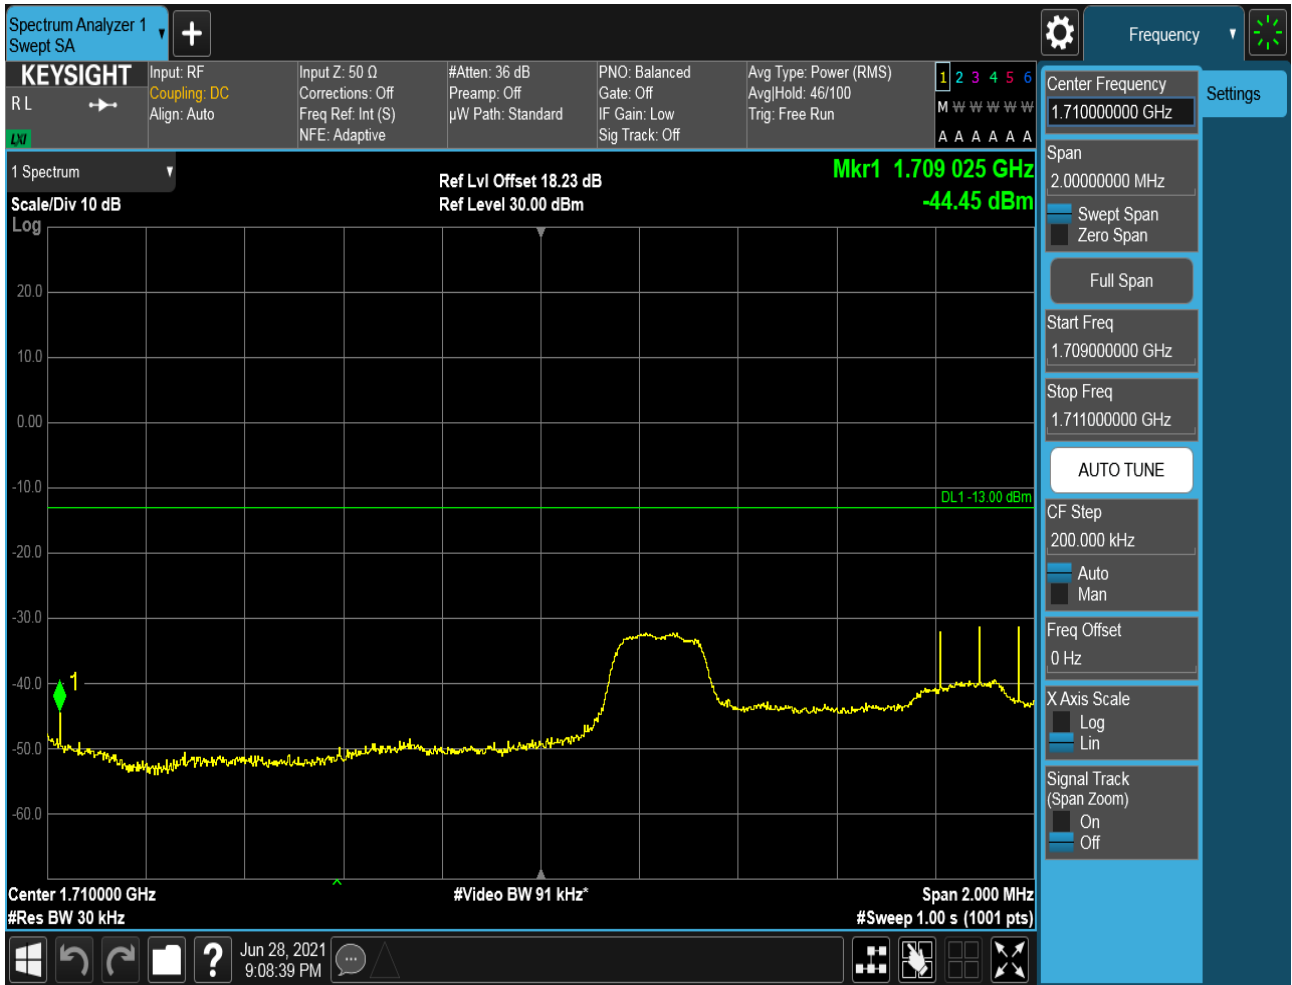 Spectrum Analyzer 1
Swept SA
Frequency
KEYSIGHT
R L
LXI
Input: RF
Coupling: DC
Align: Auto
Input Z: 50 Ω
Corrections: Off
Freq Ref: Int (S)
NFE: Adaptive
#Atten: 36 dB
Preamp: Off
µW Path: Standard
PNO: Balanced
Gate: Off
IF Gain: Low
Sig Track: Off
Avg Type: Power (RMS)
Avg|Hold: 46/100
Trig: Free Run
1 2 3 4 5 6
M W W W W W
A A A A A A
1 Spectrum
Scale/Div 10 dB
Log
Ref Lvl Offset 18.23 dB
Ref Level 30.00 dBm
Mkr1 1.709 025 GHz
-44.45 dBm
20.0
10.0
0.00
-10.0
-20.0
-30.0
-40.0
-50.0
-60.0
DL1 -13.00 dBm
1
Center 1.710000 GHz
#Res BW 30 kHz
#Video BW 91 kHz*
Span 2.000 MHz
#Sweep 1.00 s (1001 pts)
Jun 28, 2021
9:08:39 PM
?
Center Frequency
1.710000000 GHz
Settings
Span
2.00000000 MHz
Swept Span
Zero Span
Full Span
Start Freq
1.709000000 GHz
Stop Freq
1.711000000 GHz
AUTO TUNE
CF Step
200.000 kHz
Auto
Man
Freq Offset
0 Hz
X Axis Scale
Log
Lin
Signal Track
(Span Zoom)
On
Off